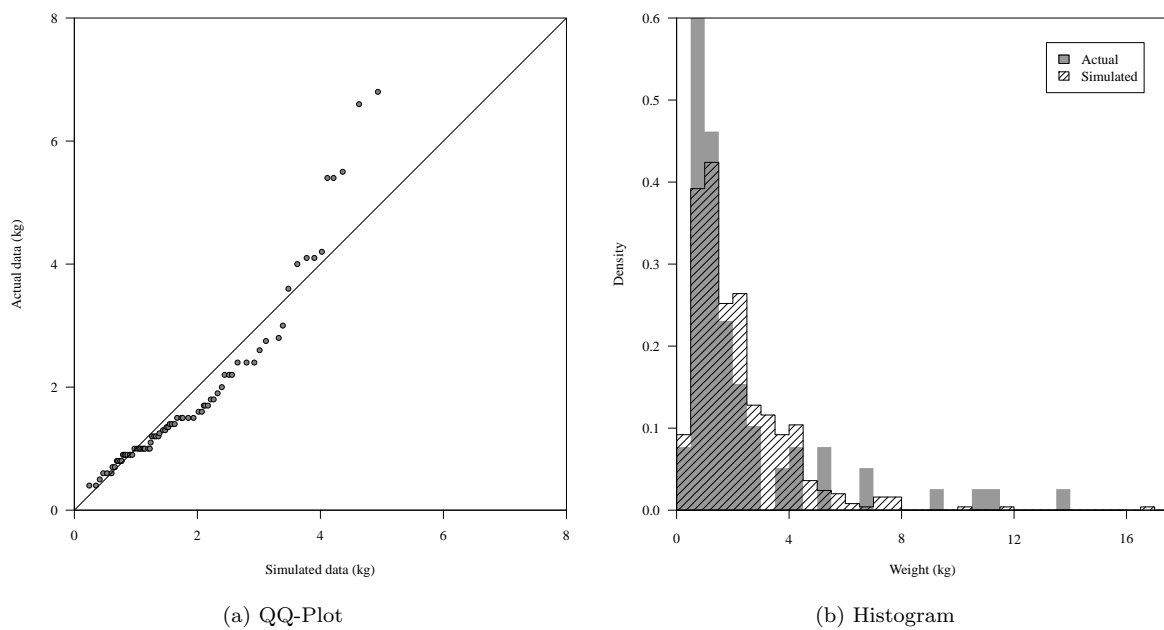 8
6
4
2
0
Actual data (kg)
0 2 4 6 8
Simulated data (kg)
(a) QQ-Plot
0.6
0.5
0.4
0.3
0.2
0.1
0.0
Density
Actual
Simulated
0 4 8 12 16
Weight (kg)
(b) Histogram